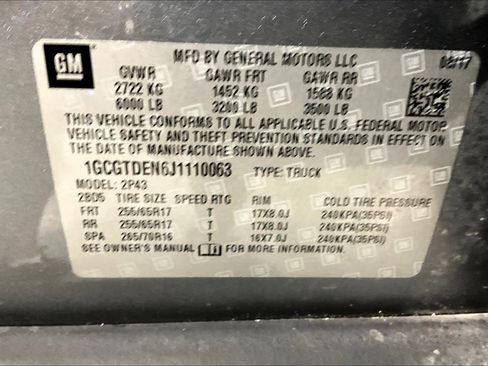 GM
MFD BY GENERAL MOTORS LLC 08/17
GVWR GAWR FRT GAWR RR
2722 KG 1452 KG 1588 KG
6000 LB 3200 LB 3500 LB
THIS VEHICLE CONFORMS TO ALL APPLICABLE U.S. FEDERAL MOTOR
VEHICLE SAFETY AND THEFT PREVENTION STANDARDS IN EFFECT ON
THE DATE OF MANUFACTURE SHOWN ABOVE.
1GCGTDEN6J1110063 TYPE: TRUCK
MODEL: 2P43
2BD5 TIRE SIZE SPEED RTG RIM COLD TIRE PRESSURE
FRT 255/65R17 T 17X8.0J 240KPA(35PSI)
RR 255/65R17 T 17X8.0J 240KPA(35PSI)
SPA 265/70R16 T 16X7.0J 240KPA(35PSI)
SEE OWNER'S MANUAL FOR MORE INFORMATION.